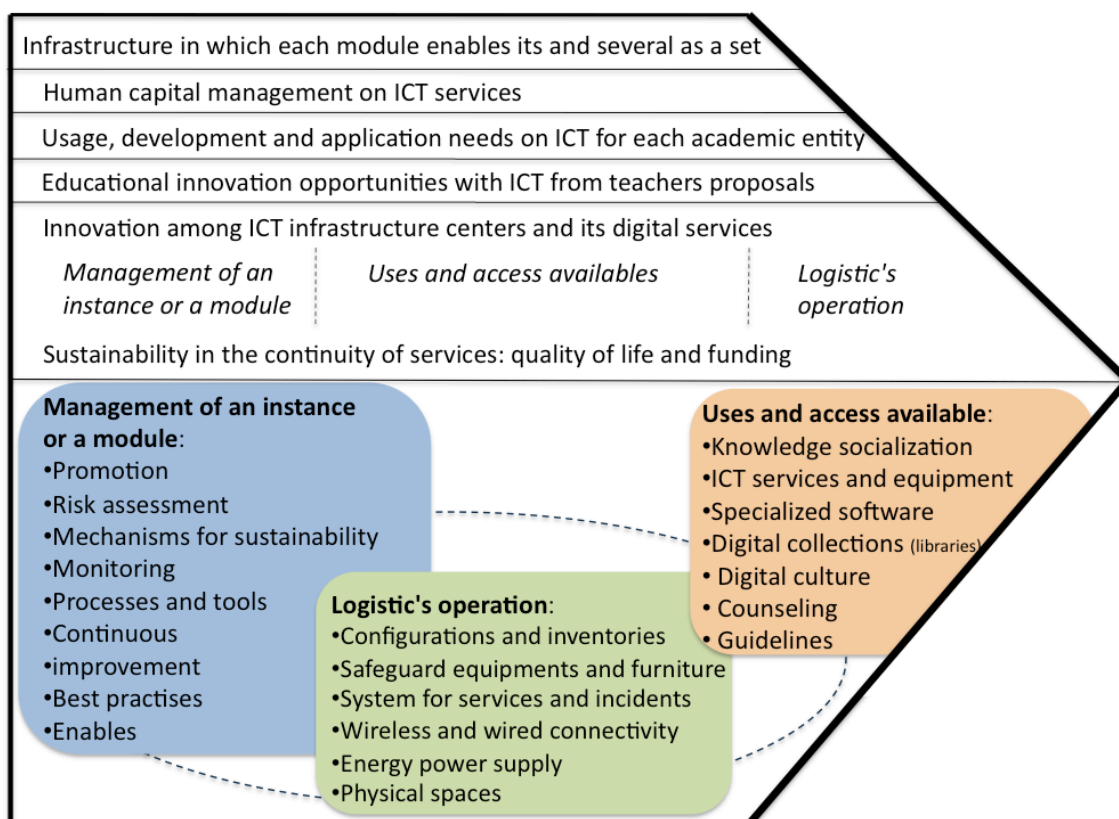 Infrastructure in which each module enables its and several as a set
Human capital management on ICT services
Usage, development and application needs on ICT for each academic entity
Educational innovation opportunities with ICT from teachers proposals
Innovation among ICT infrastructure centers and its digital services
Management of an
instance or a module
Uses and access availables
Logistic's
operation
Sustainability in the continuity of services: quality of life and funding
Management of an instance
or a module:
•Promotion
•Risk assessment
•Mechanisms for sustainability
•Monitoring
•Processes and tools
•Continuous
•improvement
•Best practises
•Enables
Logistic's operation:
•Configurations and inventories
•Safeguard equipments and furniture
•System for services and incidents
•Wireless and wired connectivity
•Energy power supply
•Physical spaces
Uses and access available:
•Knowledge socialization
•ICT services and equipment
•Specialized software
•Digital collections (libraries)
• Digital culture
• Counseling
• Guidelines